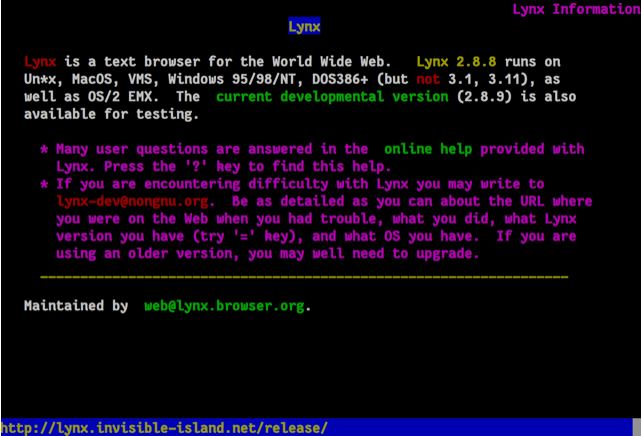 Lynx Information
Lynx
Lynx is a text browser for the World Wide Web. Lynx 2.8.8 runs on
Un*x, MacOS, VMS, Windows 95/98/NT, DOS386+ (but not 3.1, 3.11), as
well as OS/2 EMX. The current developmental version (2.8.9) is also
available for testing.
* Many user questions are answered in the online help provided with
Lynx. Press the '?' key to find this help.
* If you are encountering difficulty with Lynx you may write to
lynx-dev@nongnu.org. Be as detailed as you can about the URL where
you were on the Web when you had trouble, what you did, what Lynx
version you have (try '=' key), and what OS you have. If you are
using an older version, you may well need to upgrade.
Maintained by web@lynx.browser.org.
http://lynx.invisible-island.net/release/